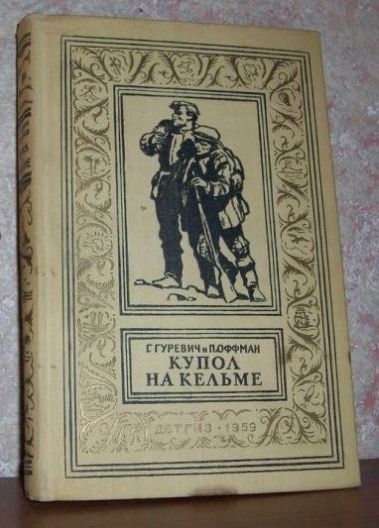 Г. ГУРЕВИЧ и П. ОФФМАН
КУПОЛ
НА КЕЛЬМЕ
ДЕТГИЗ · 1959